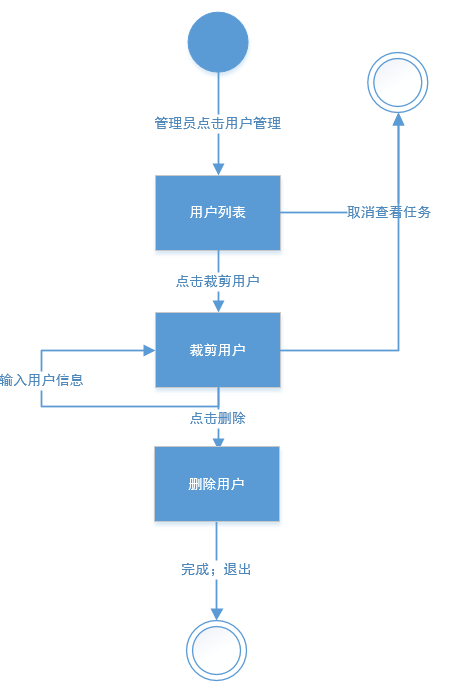 管理员点击用户管理
用户列表
取消查看任务
点击裁剪用户
裁剪用户
输入用户信息
点击删除
删除用户
完成；退出